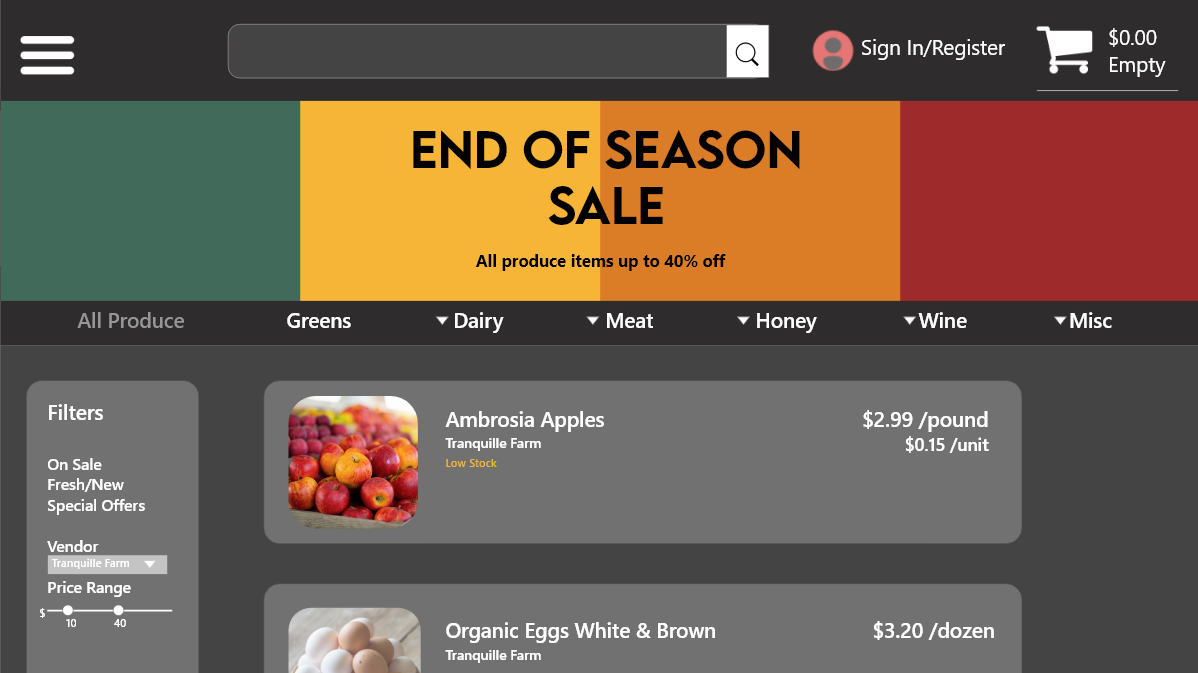 Sign In/Register
$0.00
Empty
END OF SEASON
SALE
All produce items up to 40% off
All Produce
Greens
Dairy
Meat
Honey
Wine
Misc
Filters
On Sale
Fresh/New
Special Offers
Vendor
Tranquille Farm
Price Range
$
10
40
Ambrosia Apples
Tranquille Farm
Low Stock
$2.99 /pound
$0.15 /unit
Organic Eggs White & Brown
Tranquille Farm
$3.20 /dozen